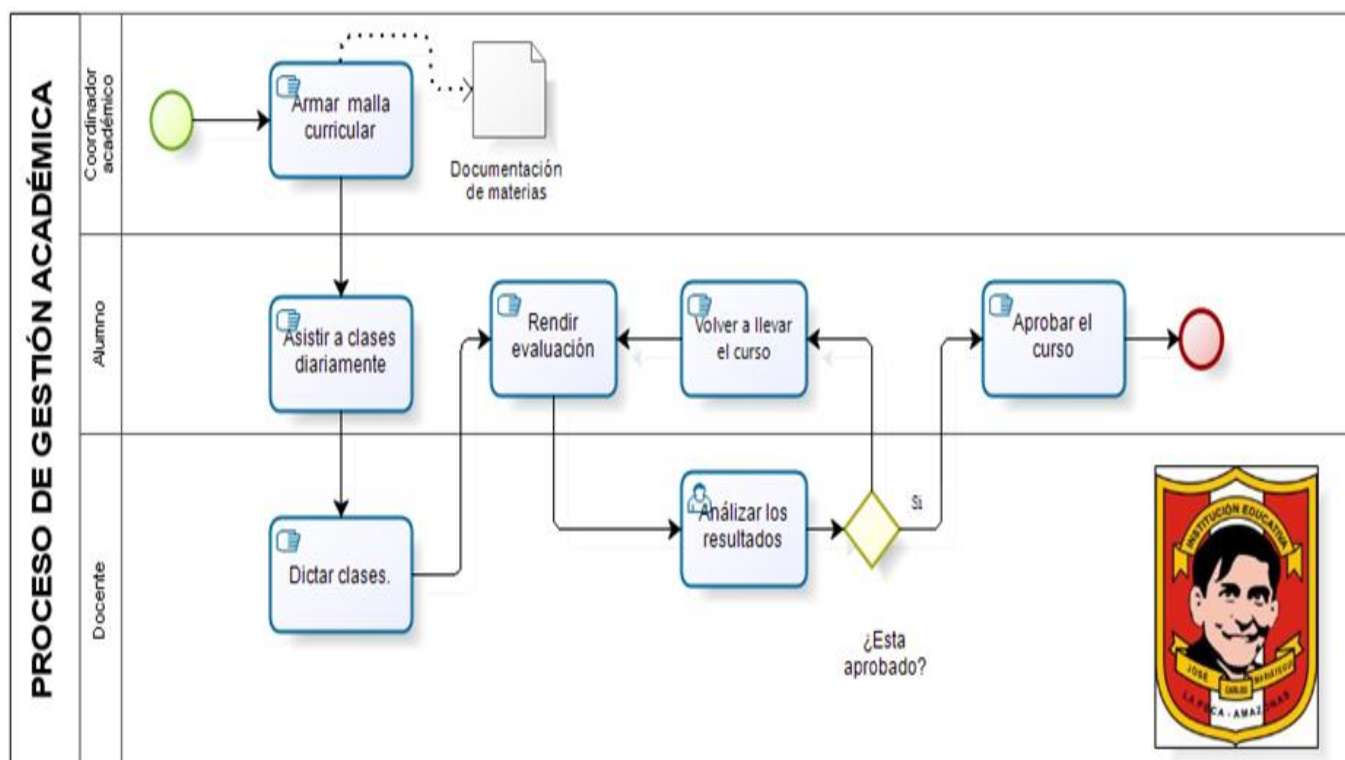 PROCESO DE GESTIÓN ACADÉMICA
Coordinador
académico
Armar malla
curricular
Documentación
de materias
Alumno
Asistir a clases
diariamente
Rendir
evaluación
Volver a llevar
el curso
Aprobar el
curso
Docente
Dictar clases.
Análizar los
resultados
Si
¿Esta
aprobado?
INSTITUCIÓN EDUCATIVA
JOSE
CARLOS
MARIATEGUI
LA PECA - AMAZONAS